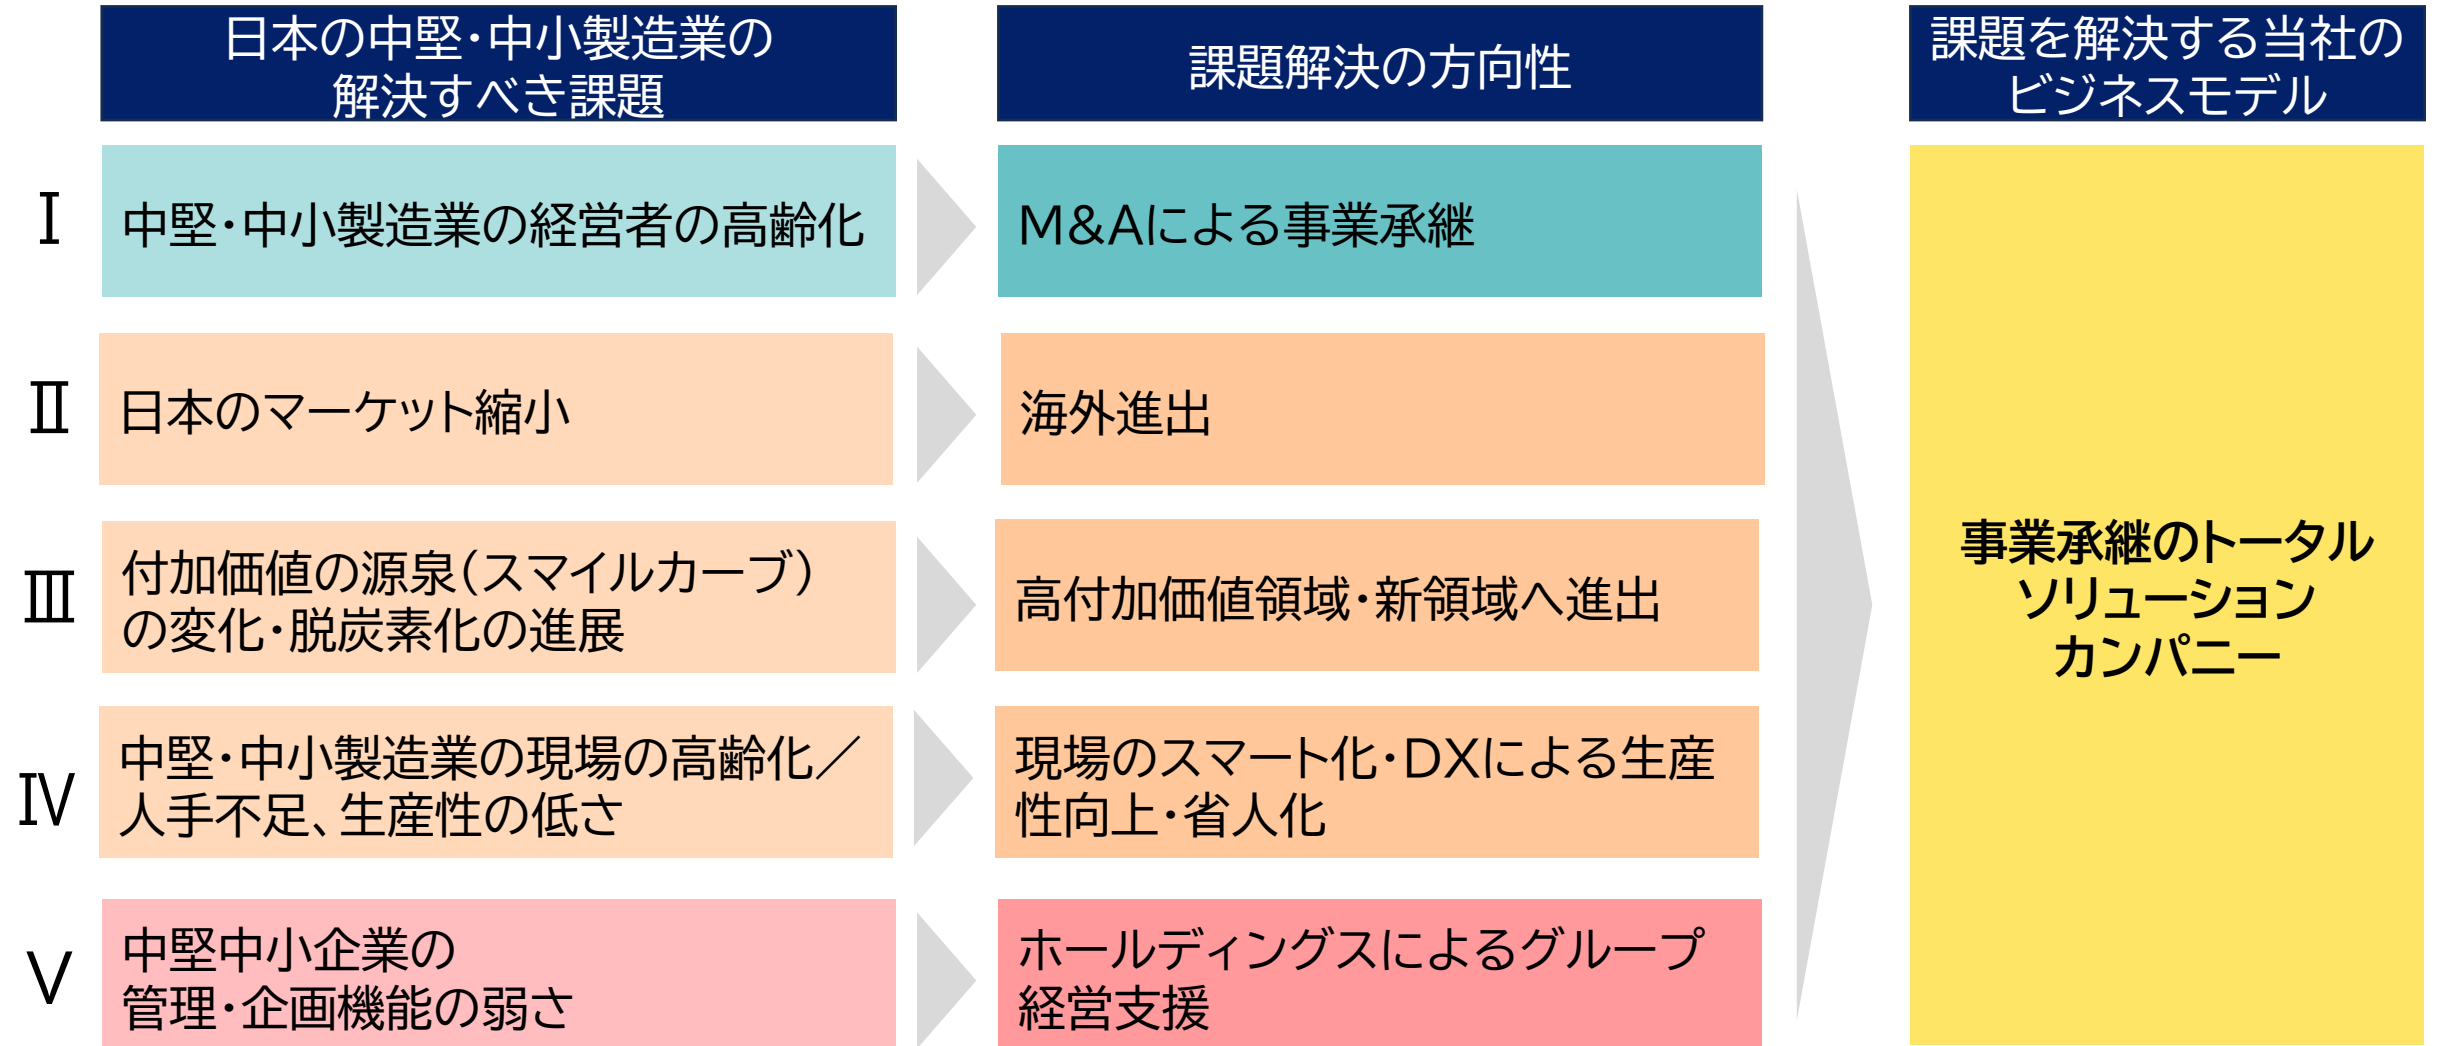 日本の中堅・中小製造業の
解決すべき課題
課題解決の方向性
課題を解決する当社の
ビジネスモデル
Ⅰ
中堅・中小製造業の経営者の高齢化
M&Aによる事業承継
Ⅱ
日本のマーケット縮小
海外進出
Ⅲ
付加価値の源泉（スマイルカーブ）
の変化・脱炭素化の進展
高付加価値領域・新領域へ進出
Ⅳ
中堅・中小製造業の現場の高齢化／
人手不足、生産性の低さ
現場のスマート化・DXによる生産
性向上・省人化
Ⅴ
中堅中小企業の
管理・企画機能の弱さ
ホールディングスによるグループ
経営支援
事業承継のトータル
ソリューション
カンパニー